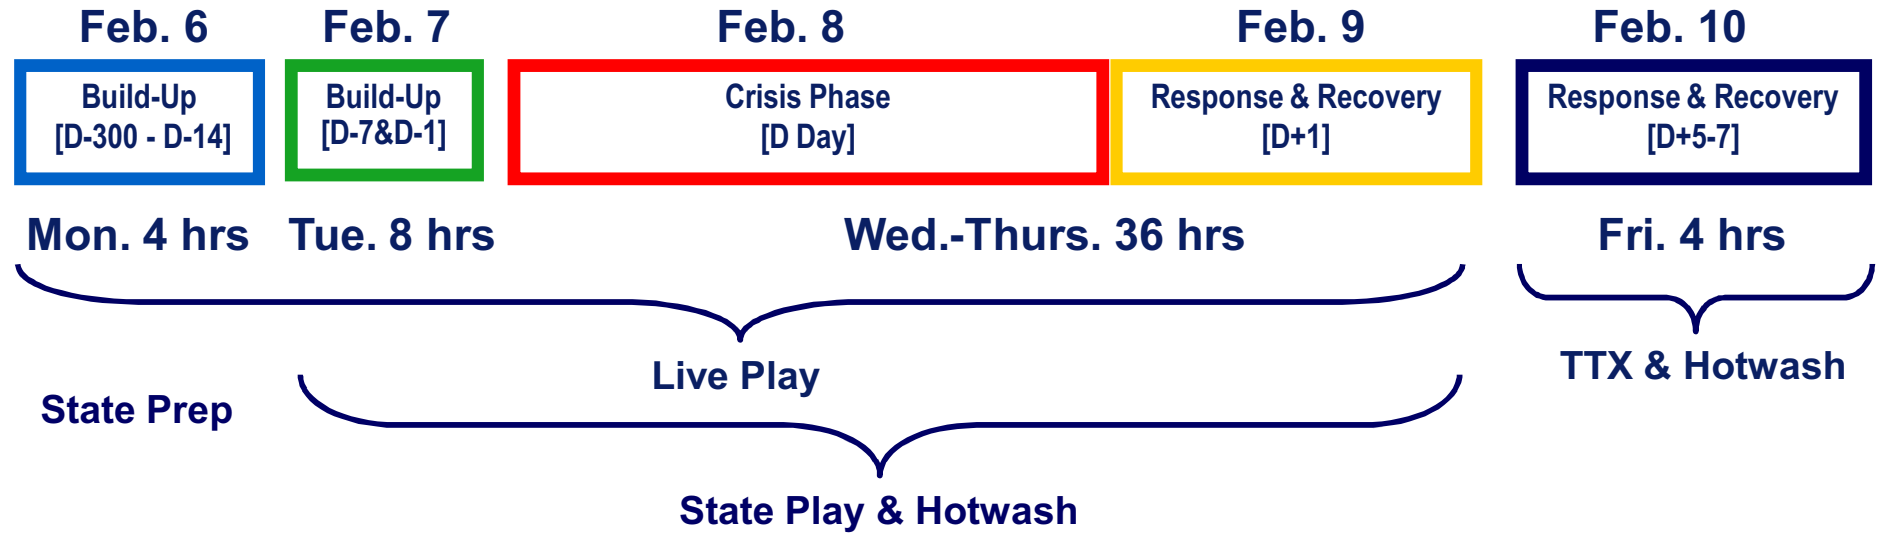 Feb. 6
Feb. 7
Feb. 8
Feb. 9
Feb. 10
Build-Up
[D-300 - D-14]
Build-Up
[D-7&D-1]
Crisis Phase
[D Day]
Response & Recovery
[D+1]
Response & Recovery
[D+5-7]
Mon. 4 hrs
Tue. 8 hrs
Wed.-Thurs. 36 hrs
Fri. 4 hrs
Live Play
TTX & Hotwash
State Prep
State Play & Hotwash